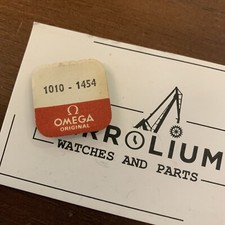 1010 - 1454
Ω
OMEGA
ORIGINAL
RROLIUM
WATCHES AND PARTS